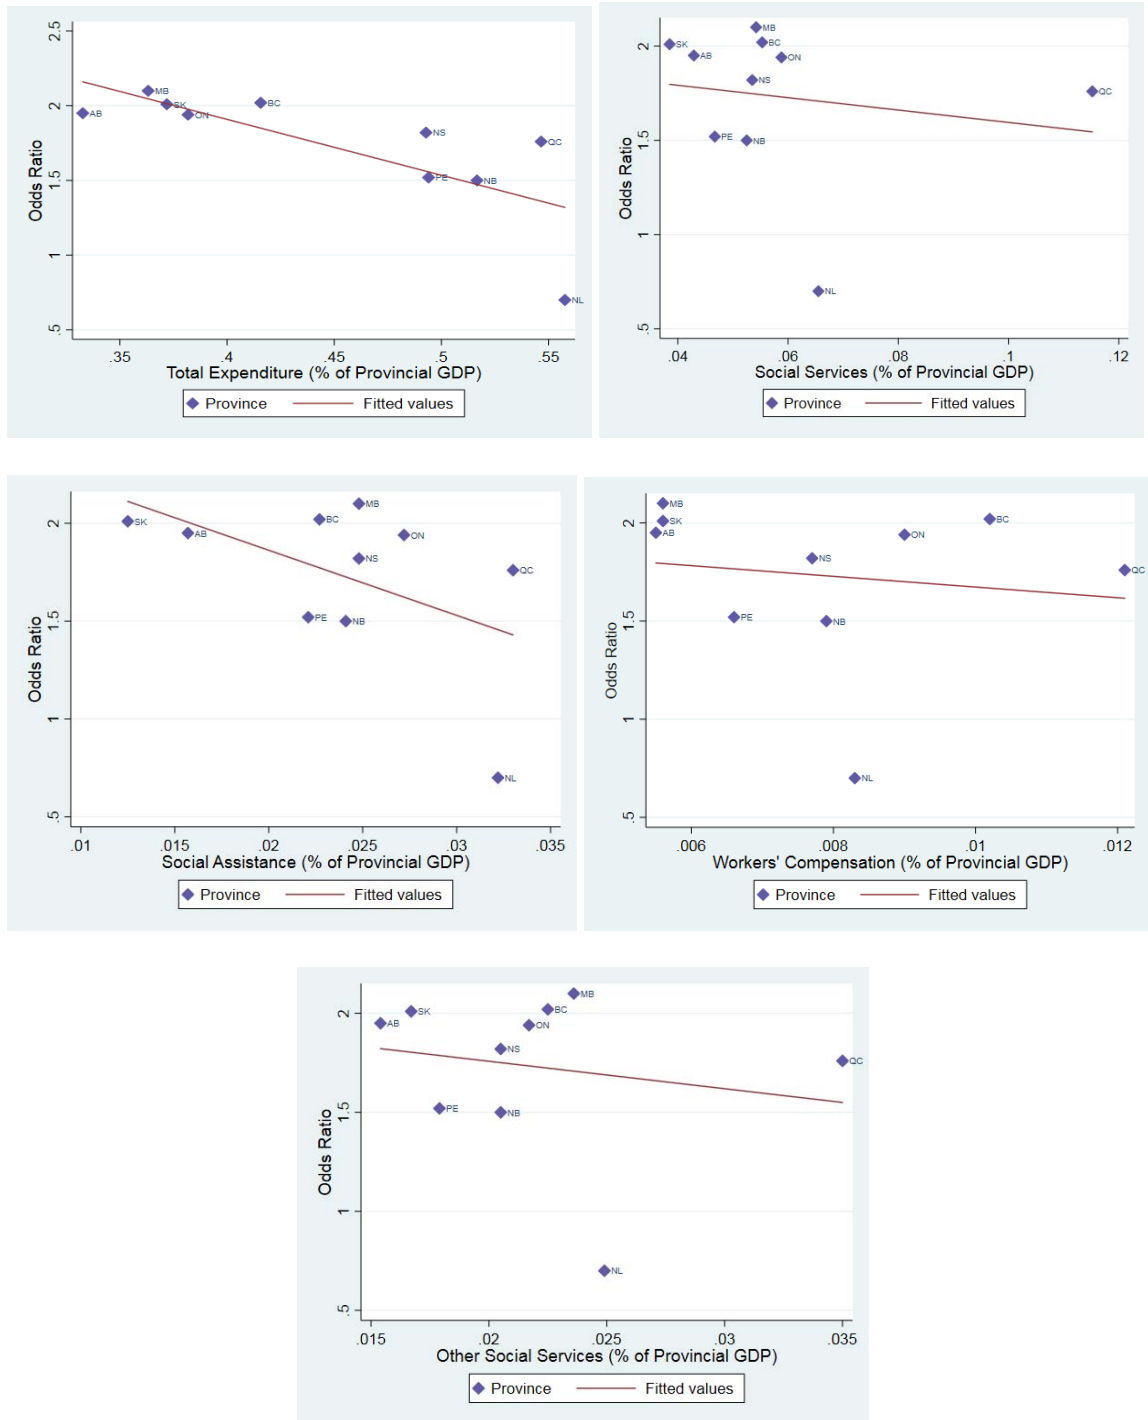 2.5
2
1.5
1
.5
Odds Ratio
AB
MB
SK
ON
BC
NS
PE
NB
QC
NL
.35 .4 .45 .5 .55
Total Expenditure (% of Provincial GDP)
Province Fitted values
2
1.5
1
.5
Odds Ratio
SK
AB
MB
BC
ON
NS
PE
NB
QC
NL
.04 .06 .08 .1 .12
Social Services (% of Provincial GDP)
Province Fitted values
2
1.5
1
.5
Odds Ratio
SK
AB
BC
MB
ON
NS
QC
PE
NB
NL
.01 .015 .02 .025 .03 .035
Social Assistance (% of Provincial GDP)
Province Fitted values
2
1.5
1
.5
Odds Ratio
MB
SK
AB
BC
ON
NS
QC
PE
NB
NL
.006 .008 .01 .012
Workers' Compensation (% of Provincial GDP)
Province Fitted values
2
1.5
1
.5
Odds Ratio
AB
SK
MB
BC
ON
NS
QC
PE
NB
NL
.015 .02 .025 .03 .035
Other Social Services (% of Provincial GDP)
Province Fitted values